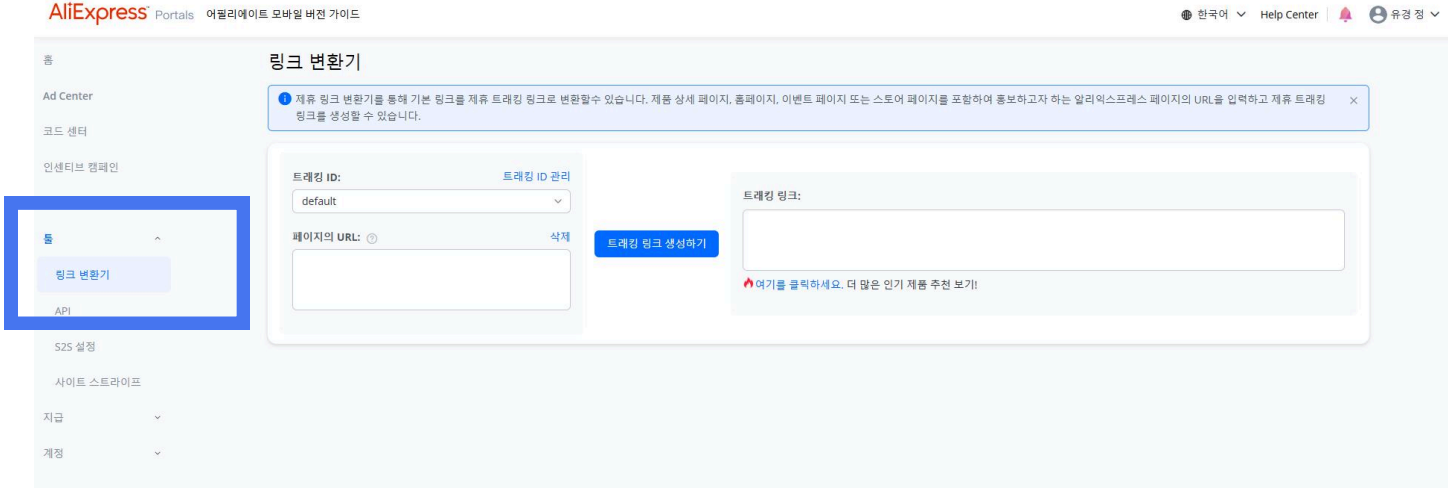 AliExpress Portals 어필리에이트 모바일 버전 가이드
한국어 Help Center 유경 정
홈
Ad Center
코드 센터
인센티브 캠페인
툴
링크 변환기
API
S2S 설정
사이트 스트라이프
지급
계정
링크 변환기
제휴 링크 변환기를 통해 기본 링크를 제휴 트래킹 링크로 변환할수 있습니다. 제품 상세 페이지, 홈페이지, 이벤트 페이지 또는 스토어 페이지를 포함하여 홍보하고자 하는 알리익스프레스 페이지의 URL을 입력하고 제휴 트래킹
링크를 생성할 수 있습니다.
트래킹 ID: 트래킹 ID 관리
default
페이지의 URL: 삭제
트래킹 링크 생성하기
트래킹 링크:
여기를 클릭하세요. 더 많은 인기 제품 추천 보기!